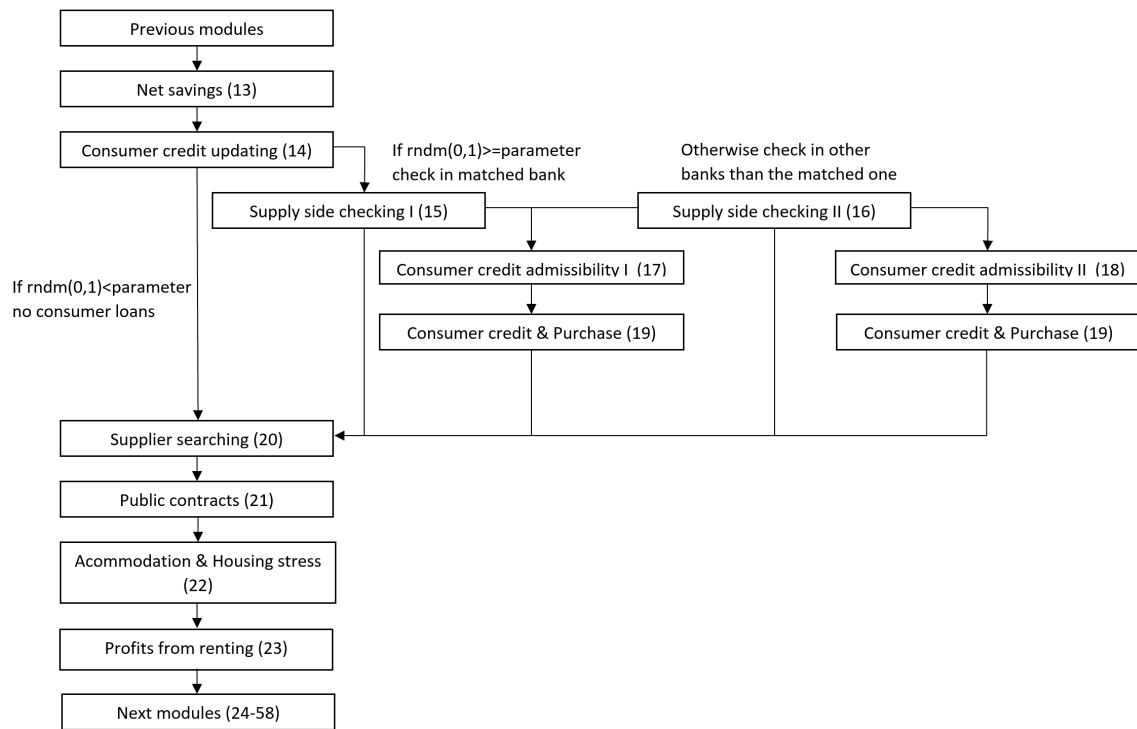 Previous modules
Net savings (13)
Consumer credit updating (14)
If rndm(0,1)>=parameter
check in matched bank
Otherwise check in other
banks than the matched one
Supply side checking I (15)
Supply side checking II (16)
Consumer credit admissibility I  (17)
Consumer credit admissibility II  (18)
If rndm(0,1)<parameter
no consumer loans
Consumer credit & Purchase (19)
Consumer credit & Purchase (19)
Supplier searching (20)
Public contracts (21)
Acommodation & Housing stress
(22)
Profits from renting (23)
Next modules (24-58)